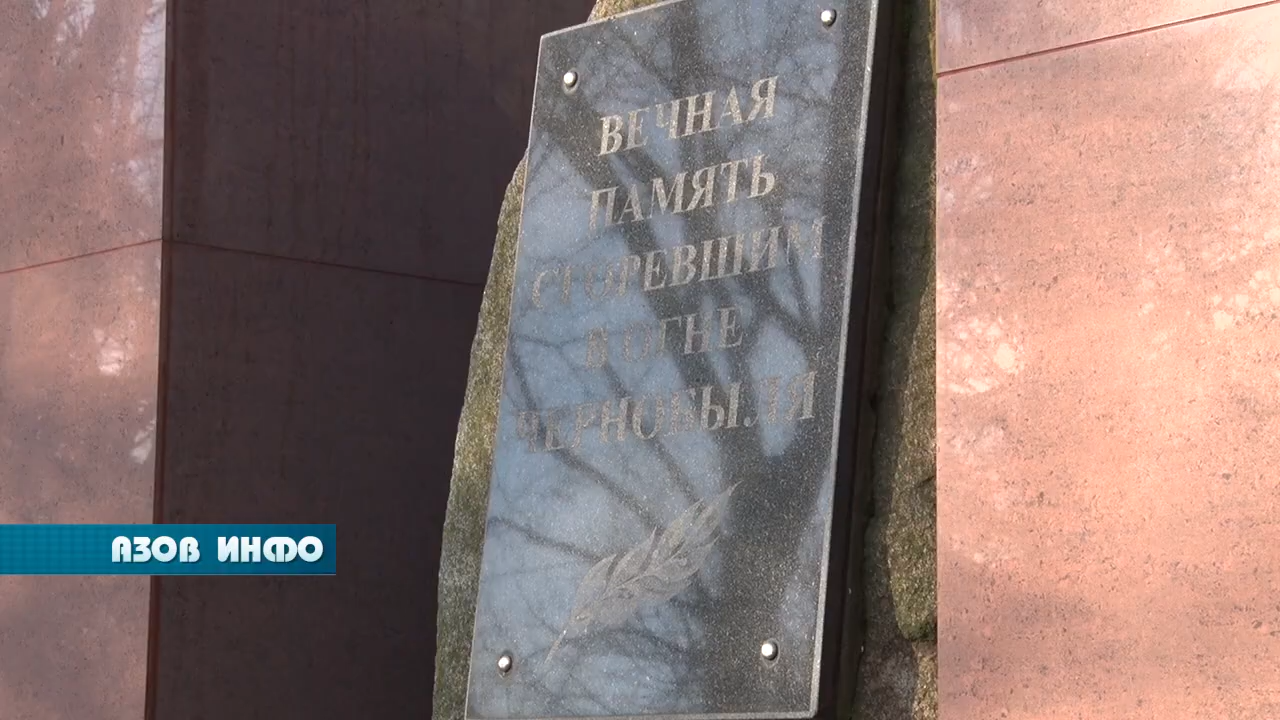 ВЕЧНАЯ
ПАМЯТЬ
СГОРЕВШИМ
В ОГНЕ
ЧЕРНОБЫЛЯ
АЗОВ ИНФО